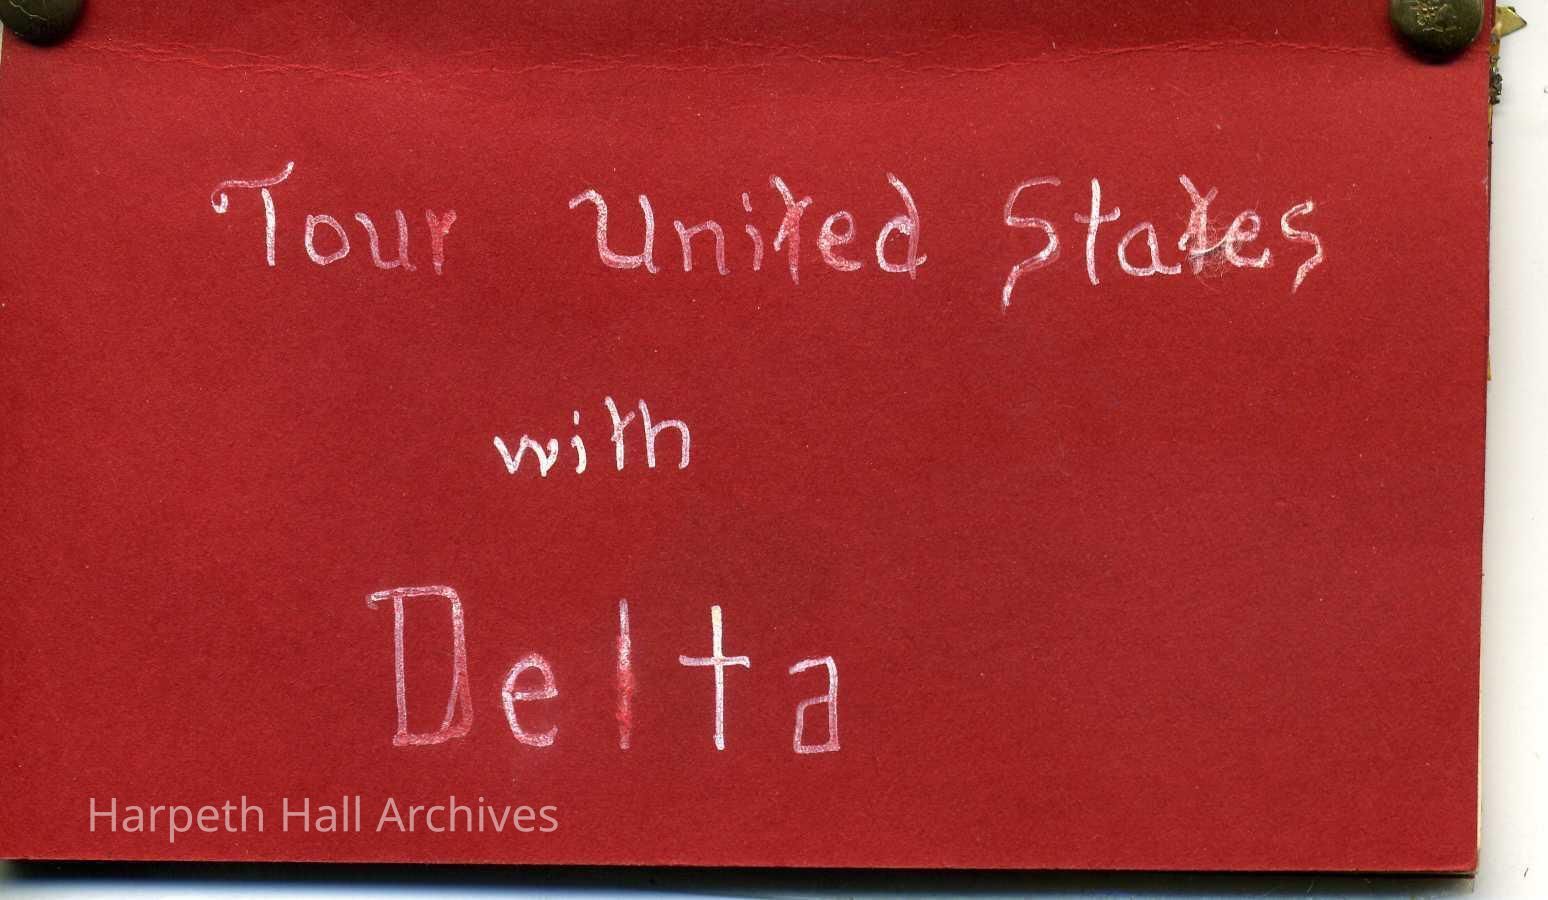 Tour United States
with
Delta
Harpeth Hall Archives